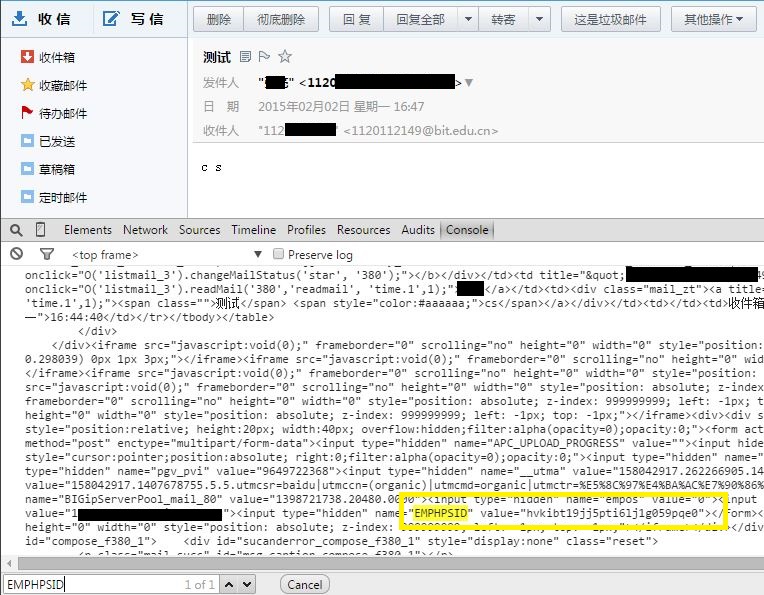 收 信
写 信
删除
彻底删除
回 复
回复全部
转寄
这是垃圾邮件
其他操作
收件箱
收藏邮件
待办邮件
已发送
草稿箱
定时邮件
测试
发件人 " " <1120 >
日 期 2015年02月02日 星期一 16:47
收件人 "112 " <1120112149@bit.edu.cn>
c s
Elements Network Sources Timeline Profiles Resources Audits Console
<top frame> Preserve log
onclick="O('listmail_3').changeMailStatus('star', '380');"></b></div></td><td title="&quot;
onclick="O('listmail_3').readMail('380','readmail', 'time.1',1);"> </a></td><td><div class="mail_zt"><a title=
'time.1',1);"><span class="">测试</span> <span style="color:#aaaaaa;">cs</span></a></div></td><td></td><td>收件箱
一">16:44:40</td></tr></tbody></table>
</div>
</div><iframe src="javascript:void(0);" frameborder="0" scrolling="no" height="0" width="0" style="position:
0.298039) 0px 1px 3px;"></iframe><iframe src="javascript:void(0);" frameborder="0" scrolling="no" height="0" wid
</iframe><iframe src="javascript:void(0);" frameborder="0" scrolling="no" height="0" width="0" style="position:
src="javascript:void(0);" frameborder="0" scrolling="no" height="0" width="0" style="position: absolute; z-index
frameborder="0" scrolling="no" height="0" width="0" style="position: absolute; z-index: 999999999; left: -1px; t
height="0" width="0" style="position: absolute; z-index: 999999999; left: -1px; top: -1px;"></iframe><div><div s
style="position:relative; height:20px; width:40px; overflow:hidden;filter:alpha(opacity=0);opacity:0;"><form act
method="post" enctype="multipart/form-data"><input type="hidden" name="APC_UPLOAD_PROGRESS" value=""><input hide
style="cursor:pointer;position:absolute; right:0;filter:alpha(opacity=0);opacity:0;"><input type="hidden" name="
type="hidden" name="pgv_pvi" value="9649722368"><input type="hidden" name="__utma" value="158042917.262266905.14
value="158042917.1407678755.5.5.utmcsr=baidu|utmccn=(organic)|utmcmd=organic|utmctr=%E5%8C%97%E4%BA%AC%E7%90%86%
name="BIGipServerPool_mail_80" value="1398721738.20480.0000"><input type="hidden" name="empos" value="0"><input
value="1 "><input type="hidden" name="EMPHPSID" value="hvkibt19jj5pti6lj1g059pqe0"></form><
height="0" width="0" style="position: absolute; z-index: 999999999; left: -1px; top: -1px;"></iframe></div></div
id="compose_f380_1"> <div id="sucanderror_compose_f380_1" style="display:none" class="reset">
<p class="mail_succ" id="msg_caption_compose_f380_1">
EMPHPSID 1 of 1 Cancel